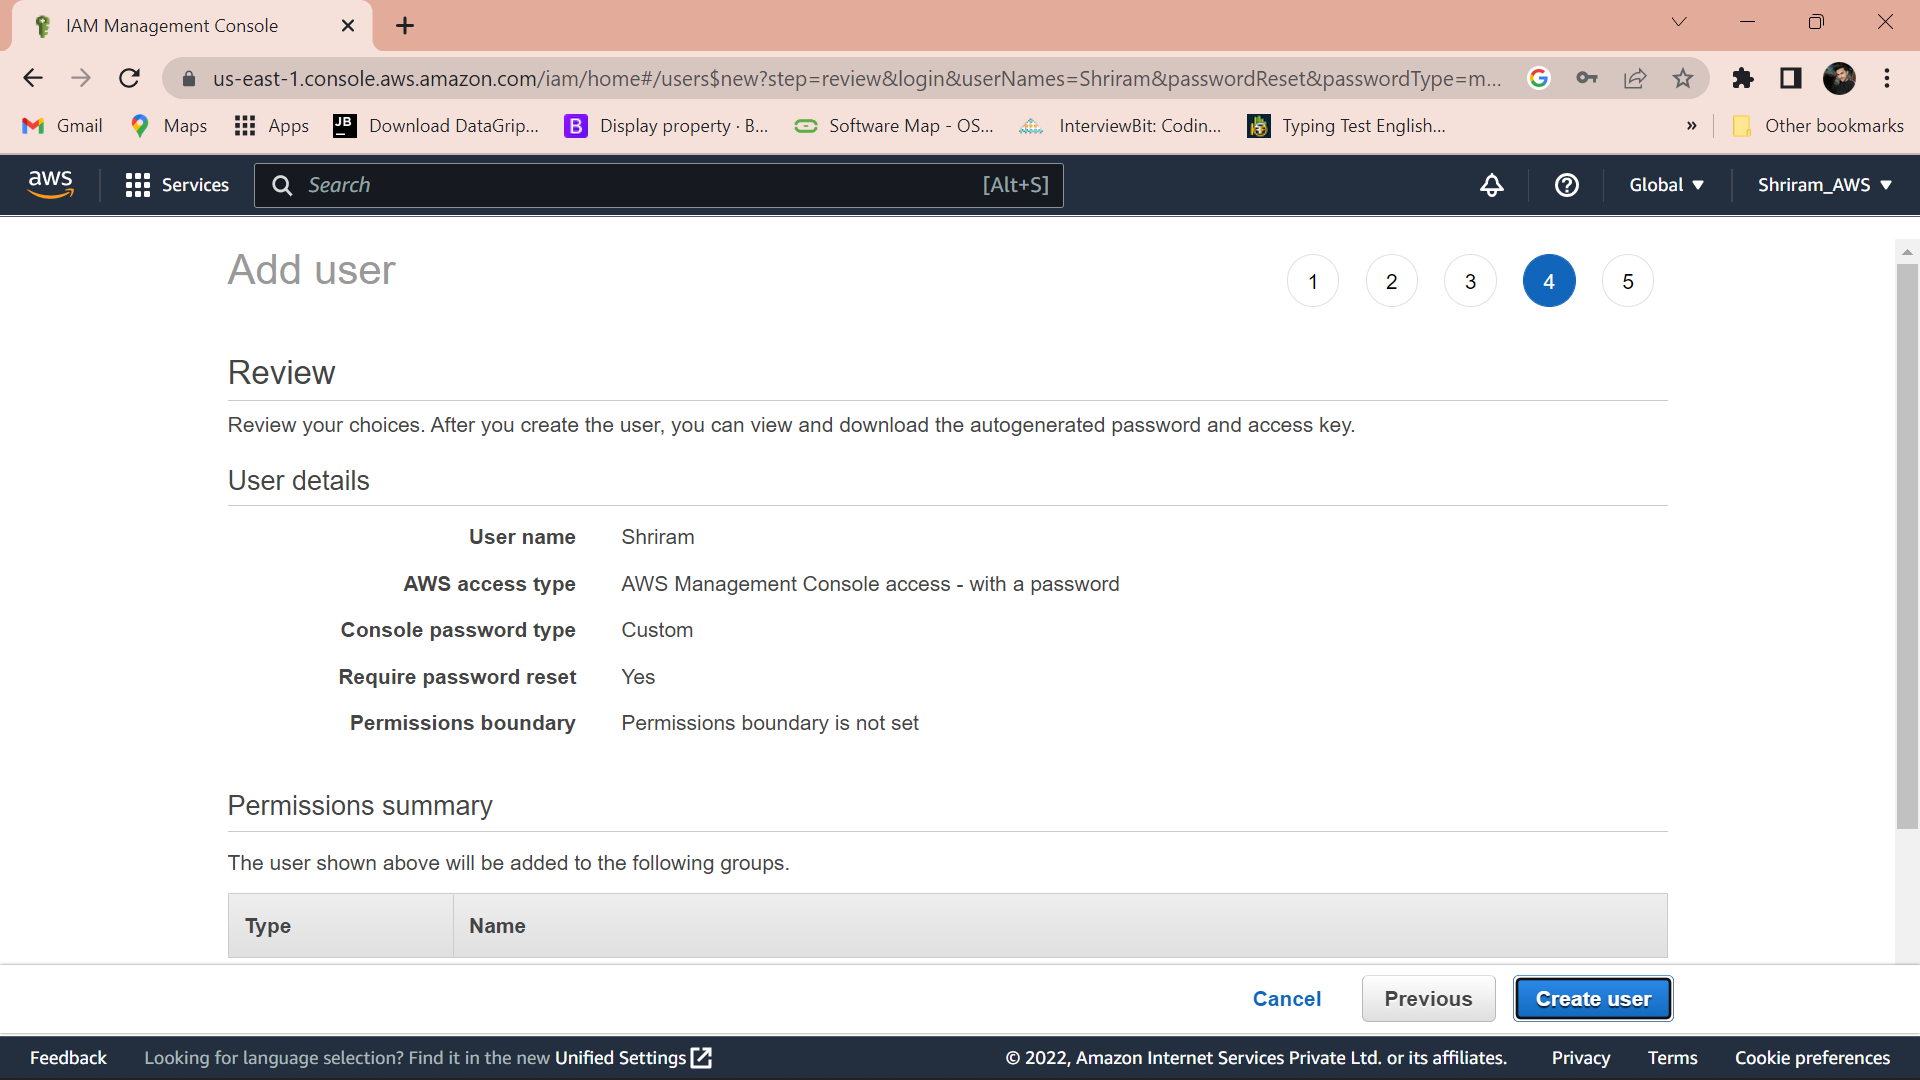 IAM Management Console
us-east-1.console.aws.amazon.com/iam/home#/users$new?step=review&login&userNames=Shriram&passwordReset&passwordType=m...
Gmail Maps Apps JB Download DataGrip... B Display property · B... Software Map - OS... InterviewBit: Codin... Typing Test English... » Other bookmarks
aws Services Search [Alt+S] Global Shriram_AWS
Add user 1 2 3 4 5
Review
Review your choices. After you create the user, you can view and download the autogenerated password and access key.
User details
User name Shriram
AWS access type AWS Management Console access - with a password
Console password type Custom
Require password reset Yes
Permissions boundary Permissions boundary is not set
Permissions summary
The user shown above will be added to the following groups.
Type Name
Cancel Previous Create user
Feedback Looking for language selection? Find it in the new Unified Settings © 2022, Amazon Internet Services Private Ltd. or its affiliates. Privacy Terms Cookie preferences